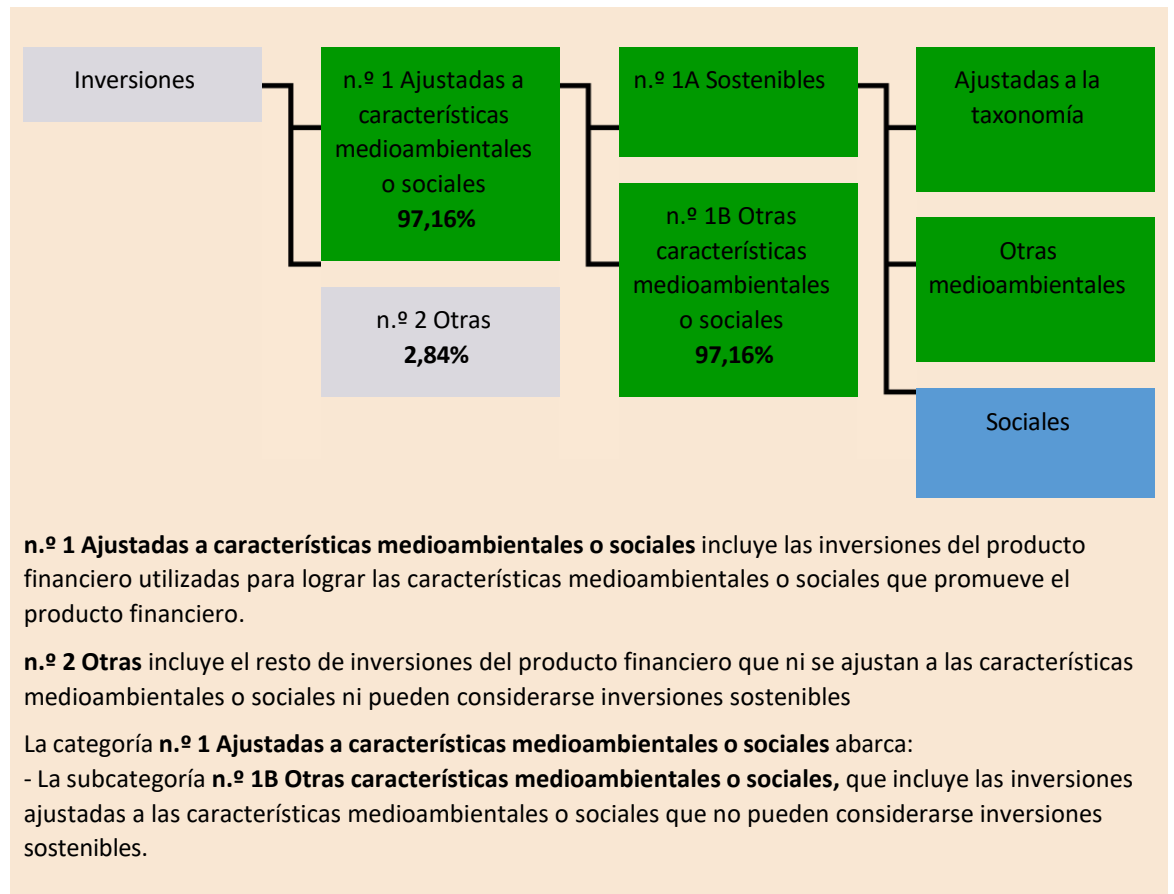 Inversiones
n.º 1 Ajustadas a
características
medioambientales
o sociales
97,16%
n.º 2 Otras
2,84%
n.º 1A Sostenibles
n.º 1B Otras
características
medioambientales
o sociales
97,16%
Ajustadas a la
taxonomía
Otras
medioambientales
Sociales
n.º 1 Ajustadas a características medioambientales o sociales incluye las inversiones del producto
financiero utilizadas para lograr las características medioambientales o sociales que promueve el
producto financiero.
n.º 2 Otras incluye el resto de inversiones del producto financiero que ni se ajustan a las características
medioambientales o sociales ni pueden considerarse inversiones sostenibles
La categoría n.º 1 Ajustadas a características medioambientales o sociales abarca:
- La subcategoría n.º 1B Otras características medioambientales o sociales, que incluye las inversiones
ajustadas a las características medioambientales o sociales que no pueden considerarse inversiones
sostenibles.